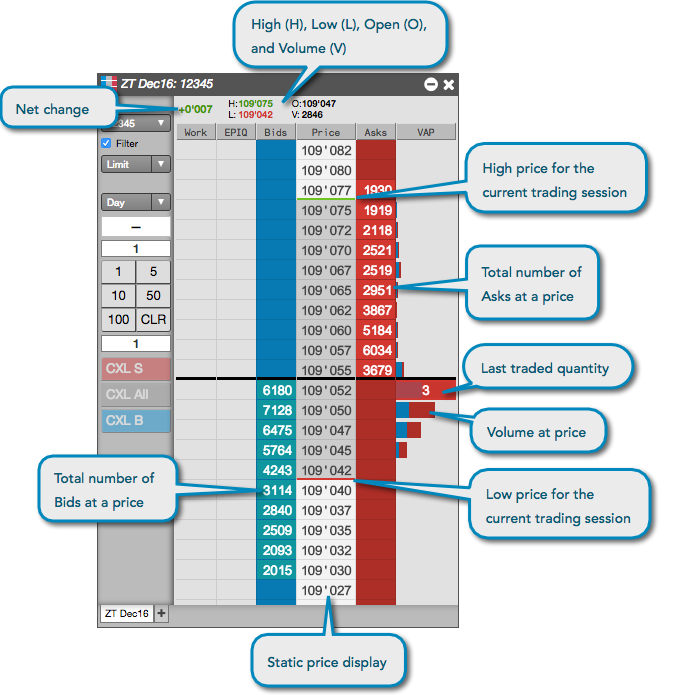 High (H), Low (L), Open (O),
and Volume (V)
ZT Dec16: 12345
Net change
+0'007
H:109'075 O:109'047
L: 109'042 V: 2846
2345
Filter
Limit
Day
–
1
1 5
10 50
100 CLR
1
CXL S
CXL All
CXL B
Work EPIQ Bids Price Asks VAP
109'082
109'080
109'077 1930
109'075 1919
109'072 2118
109'070 2521
109'067 2519
109'065 2951
109'062 3867
109'060 5184
109'057 6034
109'055 3679
6180 109'052 3
7128 109'050
6475 109'047
5764 109'045
4243 109'042
3114 109'040
2840 109'037
2509 109'035
2093 109'032
2015 109'030
109'027
High price for the
current trading session
Total number of
Asks at a price
Last traded quantity
Volume at price
Total number of
Bids at a price
Low price for the
current trading session
ZT Dec16 +
Static price display